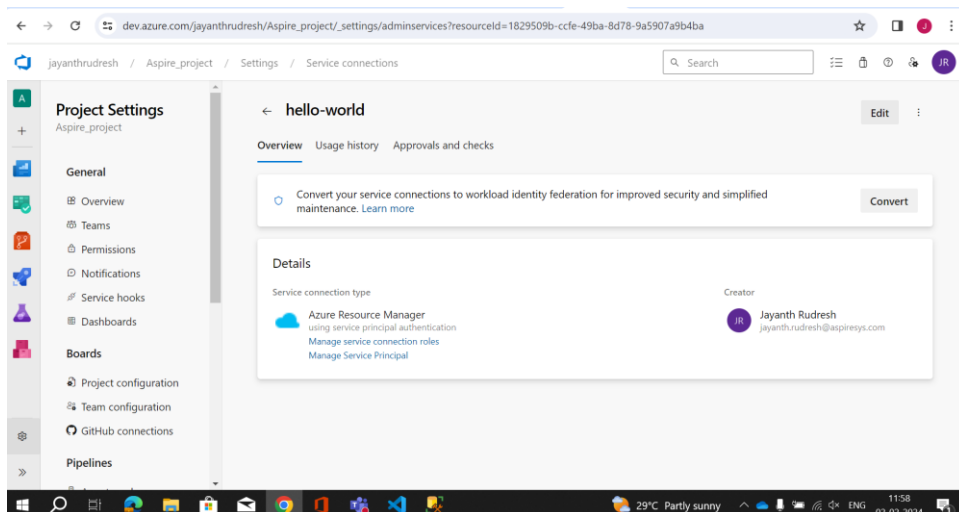 dev.azure.com/jayanthrudresh/Aspire_project/_settings/adminservices?resourceId=1829509b-ccfe-49ba-8d78-9a5907a9b4ba
J
jayanthrudresh / Aspire_project / Settings / Service connections
Search
JR
A
Project Settings
Aspire_project
General
Overview
Teams
Permissions
Notifications
Service hooks
Dashboards
Boards
Project configuration
Team configuration
GitHub connections
Pipelines
hello-world
Edit
Overview Usage history Approvals and checks
Convert your service connections to workload identity federation for improved security and simplified
maintenance. Learn more
Convert
Details
Service connection type
Azure Resource Manager
using service principal authentication
Manage service connection roles
Manage Service Principal
Creator
JR
Jayanth Rudresh
jayanth.rudresh@aspiresys.com
29°C Partly sunny
ENG
11:58